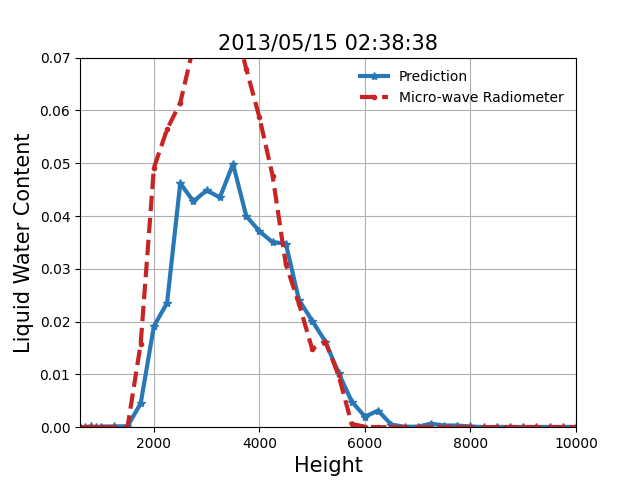 2013/05/15 02:38:38
0.07
0.06
0.05
0.04
0.03
0.02
0.01
0.00
Liquid Water Content
Prediction
Micro-wave Radiometer
2000 4000 6000 8000 10000
Height